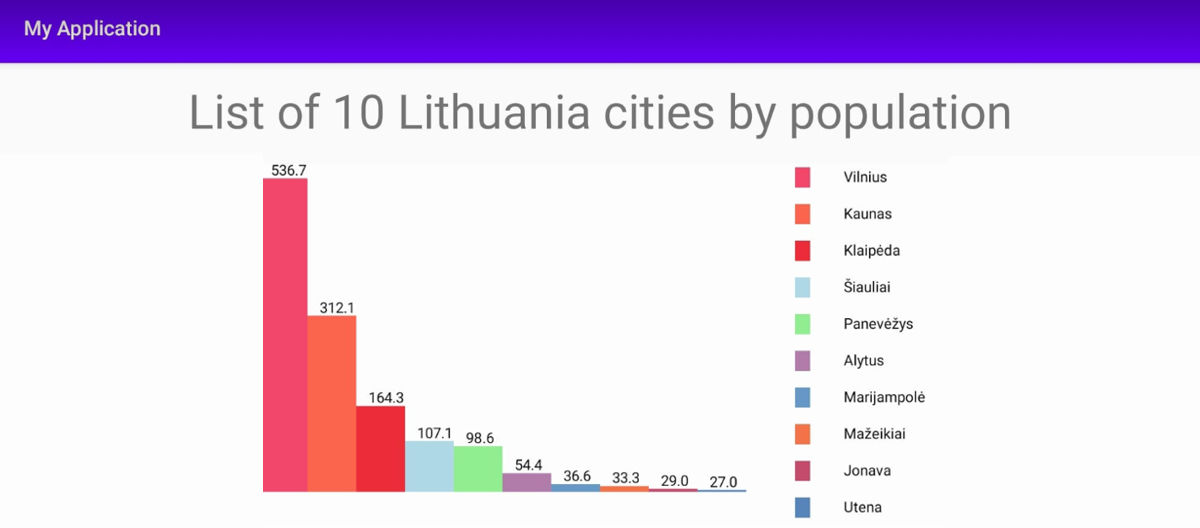 My Application
List of 10 Lithuania cities by population
536.7
312.1
164.3
107.1
98.6
54.4
36.6
33.3
29.0
27.0
Vilnius
Kaunas
Klaipėda
Šiauliai
Panevėžys
Alytus
Marijampolė
Mažeikiai
Jonava
Utena